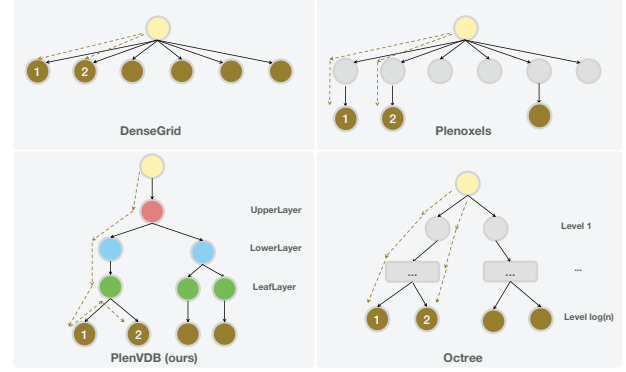 1 2
DenseGrid
1 2
Plenoxels
UpperLayer
LowerLayer
LeafLayer
1 2
PlenVDB (ours)
Level 1
... ... ...
1 2
Level log(n)
Octree